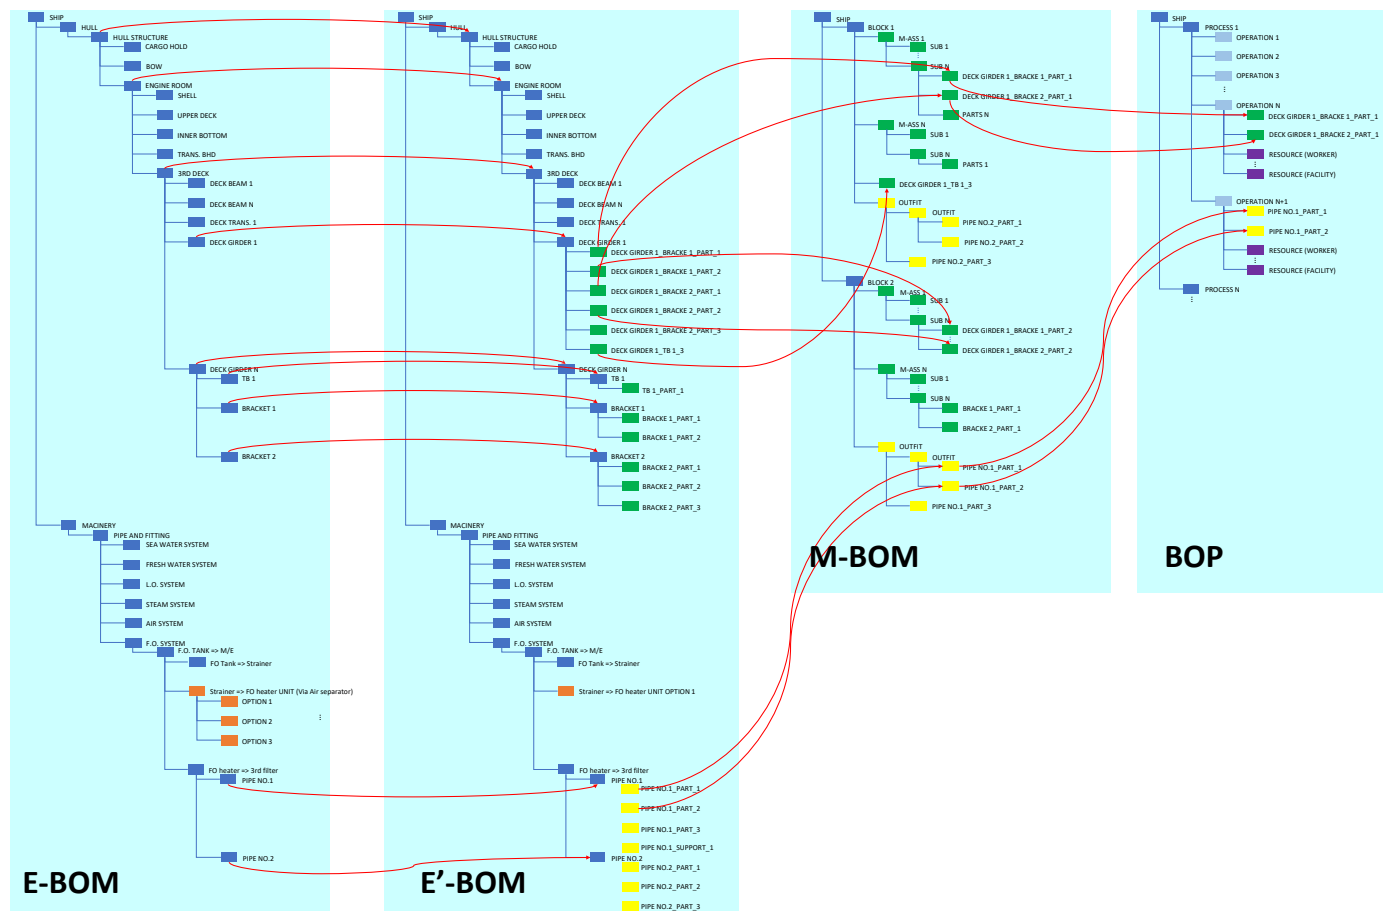 SHIP
HULL
HULL STRUCTURE
CARGO HOLD
BOW
ENGINE ROOM
SHELL
UPPER DECK
INNER BOTTOM
TRANS. BHD
3RD DECK
DECK BEAM 1
DECK BEAM N
DECK TRANS. 1
DECK GIRDER 1
DECK GIRDER N
TB 1
BRACKET 1
BRACKET 2
MACINERY
PIPE AND FITTING
SEA WATER SYSTEM
FRESH WATER SYSTEM
L.O. SYSTEM
STEAM SYSTEM
AIR SYSTEM
F.O. SYSTEM
F.O. TANK => M/E
FO Tank => Strainer
Strainer => FO heater UNIT (Via Air separator)
OPTION 1
OPTION 2
⋮
OPTION 3
FO heater => 3rd filter
PIPE NO.1
PIPE NO.2
E-BOM
SHIP
HULL
HULL STRUCTURE
CARGO HOLD
BOW
ENGINE ROOM
SHELL
UPPER DECK
INNER BOTTOM
TRANS. BHD
3RD DECK
DECK BEAM 1
DECK BEAM N
DECK TRANS. 1
DECK GIRDER 1
DECK GIRDER 1_BRACKE 1_PART_1
DECK GIRDER 1_BRACKE 1_PART_2
DECK GIRDER 1_BRACKE 2_PART_1
DECK GIRDER 1_BRACKE 2_PART_2
DECK GIRDER 1_BRACKE 2_PART_3
DECK GIRDER 1_TB 1_3
DECK GIRDER N
TB 1
TB 1_PART_1
BRACKET 1
BRACKE 1_PART_1
BRACKE 1_PART_2
BRACKET 2
BRACKE 2_PART_1
BRACKE 2_PART_2
BRACKE 2_PART_3
MACINERY
PIPE AND FITTING
SEA WATER SYSTEM
FRESH WATER SYSTEM
L.O. SYSTEM
STEAM SYSTEM
AIR SYSTEM
F.O. SYSTEM
F.O. TANK => M/E
FO Tank => Strainer
Strainer => FO heater UNIT OPTION 1
FO heater => 3rd filter
PIPE NO.1
PIPE NO.1_PART_1
PIPE NO.1_PART_2
PIPE NO.1_PART_3
PIPE NO.1_SUPPORT_1
PIPE NO.2
PIPE NO.2_PART_1
PIPE NO.2_PART_2
PIPE NO.2_PART_3
E’-BOM
SHIP
BLOCK 1
M-ASS 1
SUB 1
⋮
SUB N
DECK GIRDER 1_BRACKE 1_PART_1
DECK GIRDER 1_BRACKE 2_PART_1
PARTS N
M-ASS N
SUB 1
SUB N
PARTS 1
DECK GIRDER 1_TB 1_3
OUTFIT
OUTFIT
PIPE NO.2_PART_1
PIPE NO.2_PART_2
PIPE NO.2_PART_3
BLOCK 2
M-ASS 1
SUB 1
⋮
SUB N
DECK GIRDER 1_BRACKE 1_PART_2
⋮
DECK GIRDER 1_BRACKE 2_PART_2
M-ASS N
SUB 1
⋮
SUB N
BRACKE 1_PART_1
BRACKE 2_PART_1
OUTFIT
OUTFIT
PIPE NO.1_PART_1
PIPE NO.1_PART_2
PIPE NO.1_PART_3
M-BOM
SHIP
PROCESS 1
OPERATION 1
OPERATION 2
OPERATION 3
⋮
OPERATION N
DECK GIRDER 1_BRACKE 1_PART_1
DECK GIRDER 1_BRACKE 2_PART_1
RESOURCE (WORKER)
⋮
RESOURCE (FACILITY)
OPERATION N+1
PIPE NO.1_PART_1
PIPE NO.1_PART_2
RESOURCE (WORKER)
⋮
RESOURCE (FACILITY)
PROCESS N
⋮
BOP